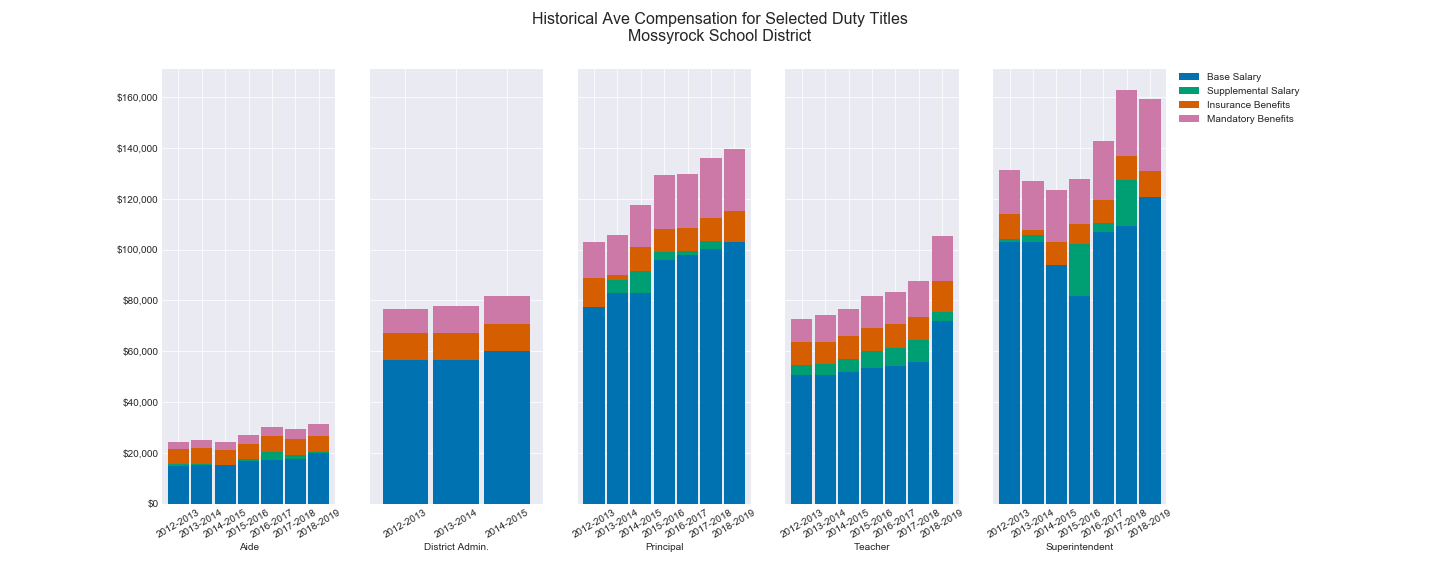 Historical Ave Compensation for Selected Duty Titles
Mossyrock School District
Base Salary
Supplemental Salary
Insurance Benefits
Mandatory Benefits
$160,000
$140,000
$120,000
$100,000
$80,000
$60,000
$40,000
$20,000
$0
2012-2013 2013-2014 2014-2015 2015-2016 2016-2017 2017-2018 2018-2019
Aide
2012-2013 2013-2014 2014-2015
District Admin.
2012-2013 2013-2014 2014-2015 2015-2016 2016-2017 2017-2018 2018-2019
Principal
2012-2013 2013-2014 2014-2015 2015-2016 2016-2017 2017-2018 2018-2019
Teacher
2012-2013 2013-2014 2014-2015 2015-2016 2016-2017 2017-2018 2018-2019
Superintendent